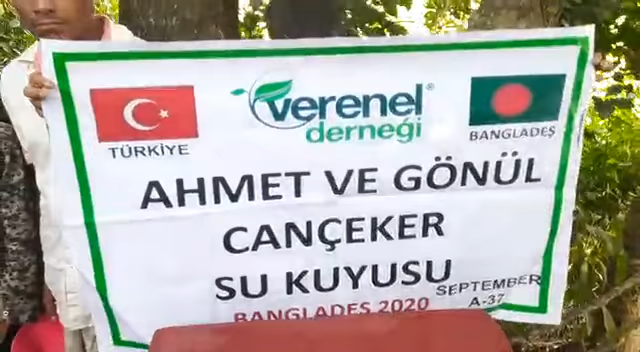 verenel®
derneği
TÜRKİYE
BANGLADEŞ
AHMET VE GÖNÜL
CANÇEKER
SU KUYUSU
BANGLADEŞ 2020
SEPTEMBER
A-37